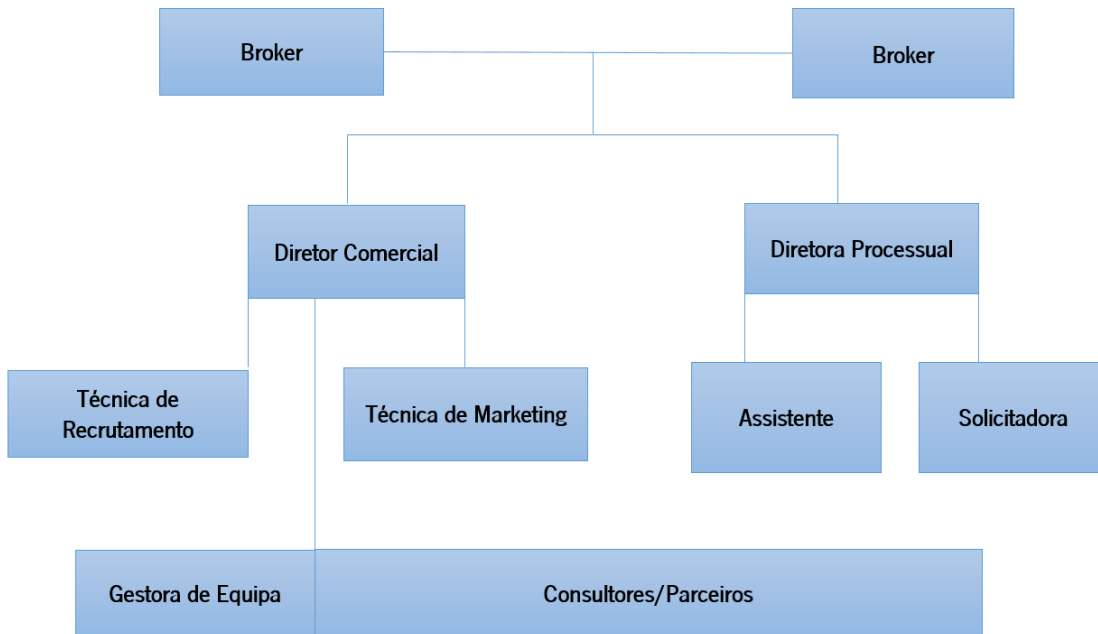 Broker
Broker
Diretor Comercial
Diretora Processual
Técnica de
Recrutamento
Técnica de Marketing
Assistente
Solicitadora
Gestora de Equipa
Consultores/Parceiros